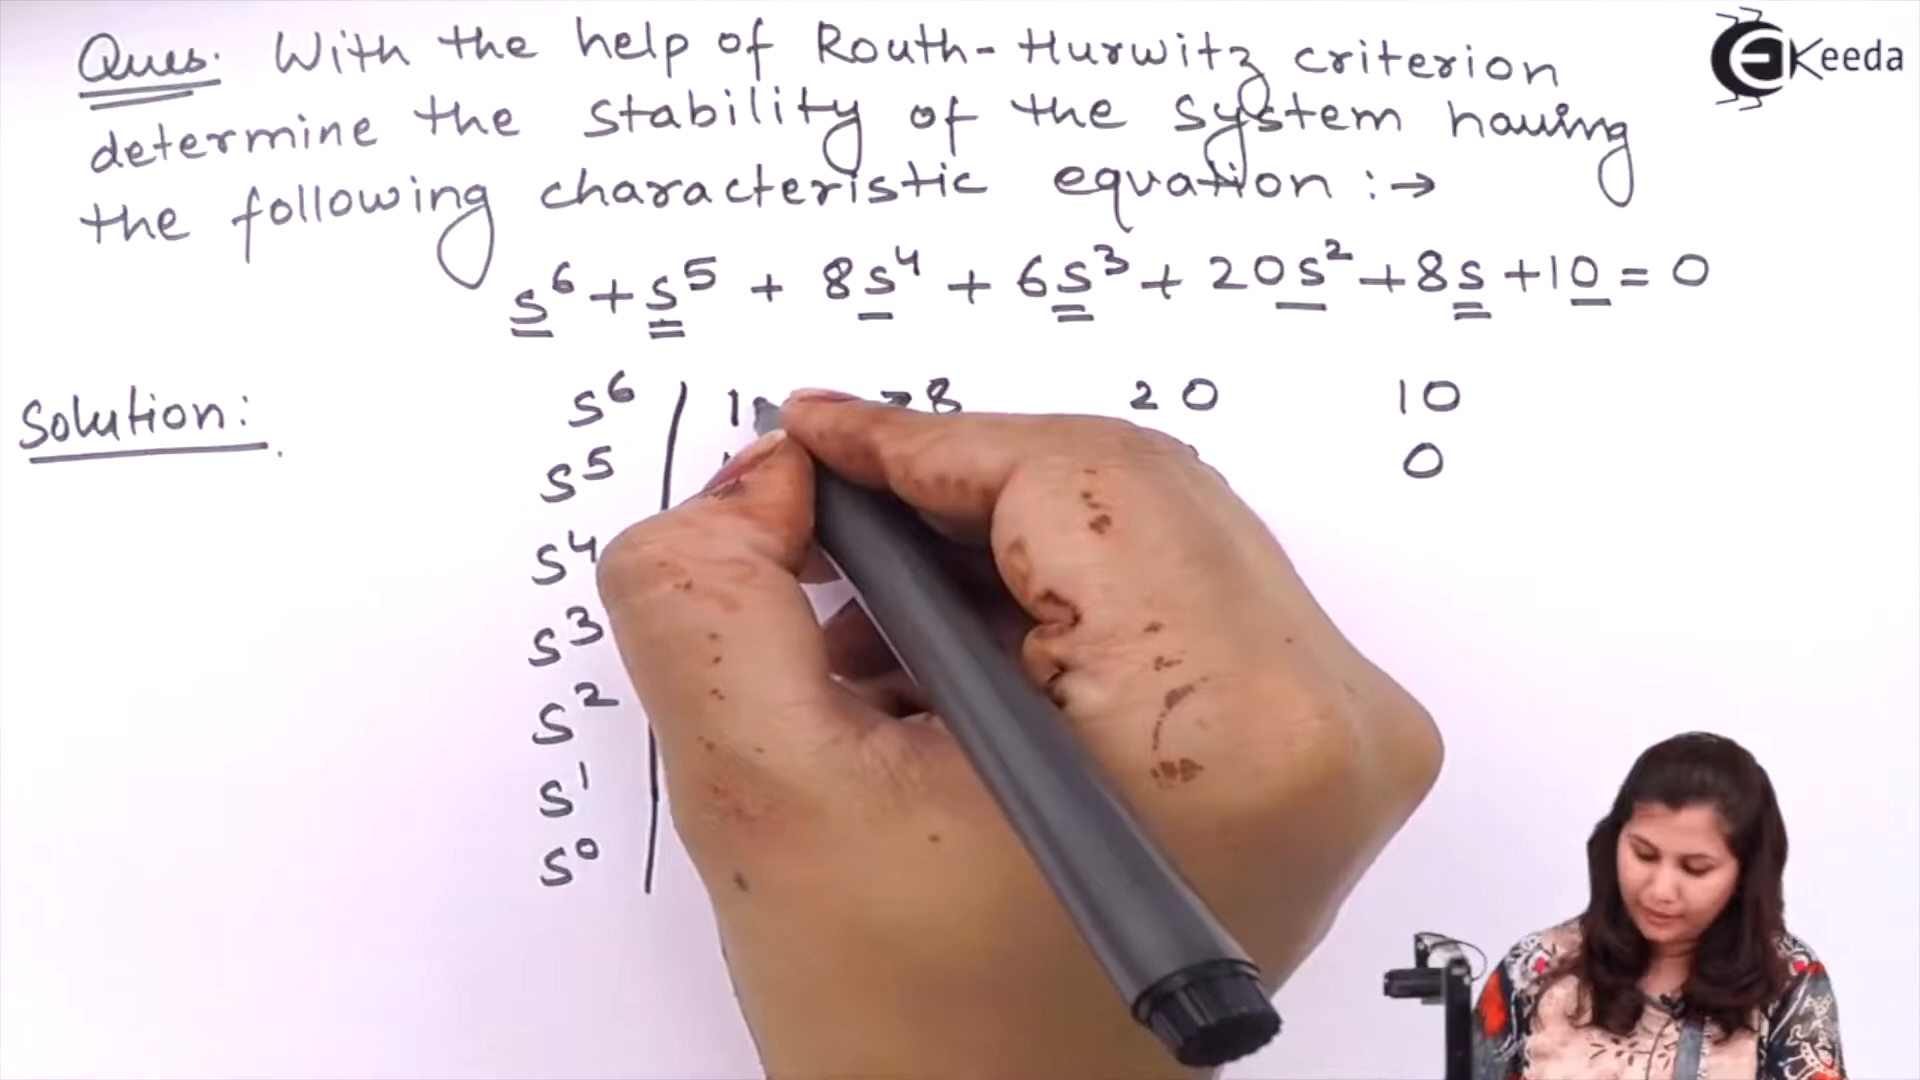 Ques. With the help of Routh-Hurwitz criterion
EKeeda
determine the stability of the system having
the following characteristic equation :→
s⁶ + s⁵ + 8s⁴ + 6s³ + 20s² + 8s + 10 = 0
Solution:
s⁶ | 1 → 8 20 10
s⁵ 0
s⁴
s³
s²
s¹
s⁰